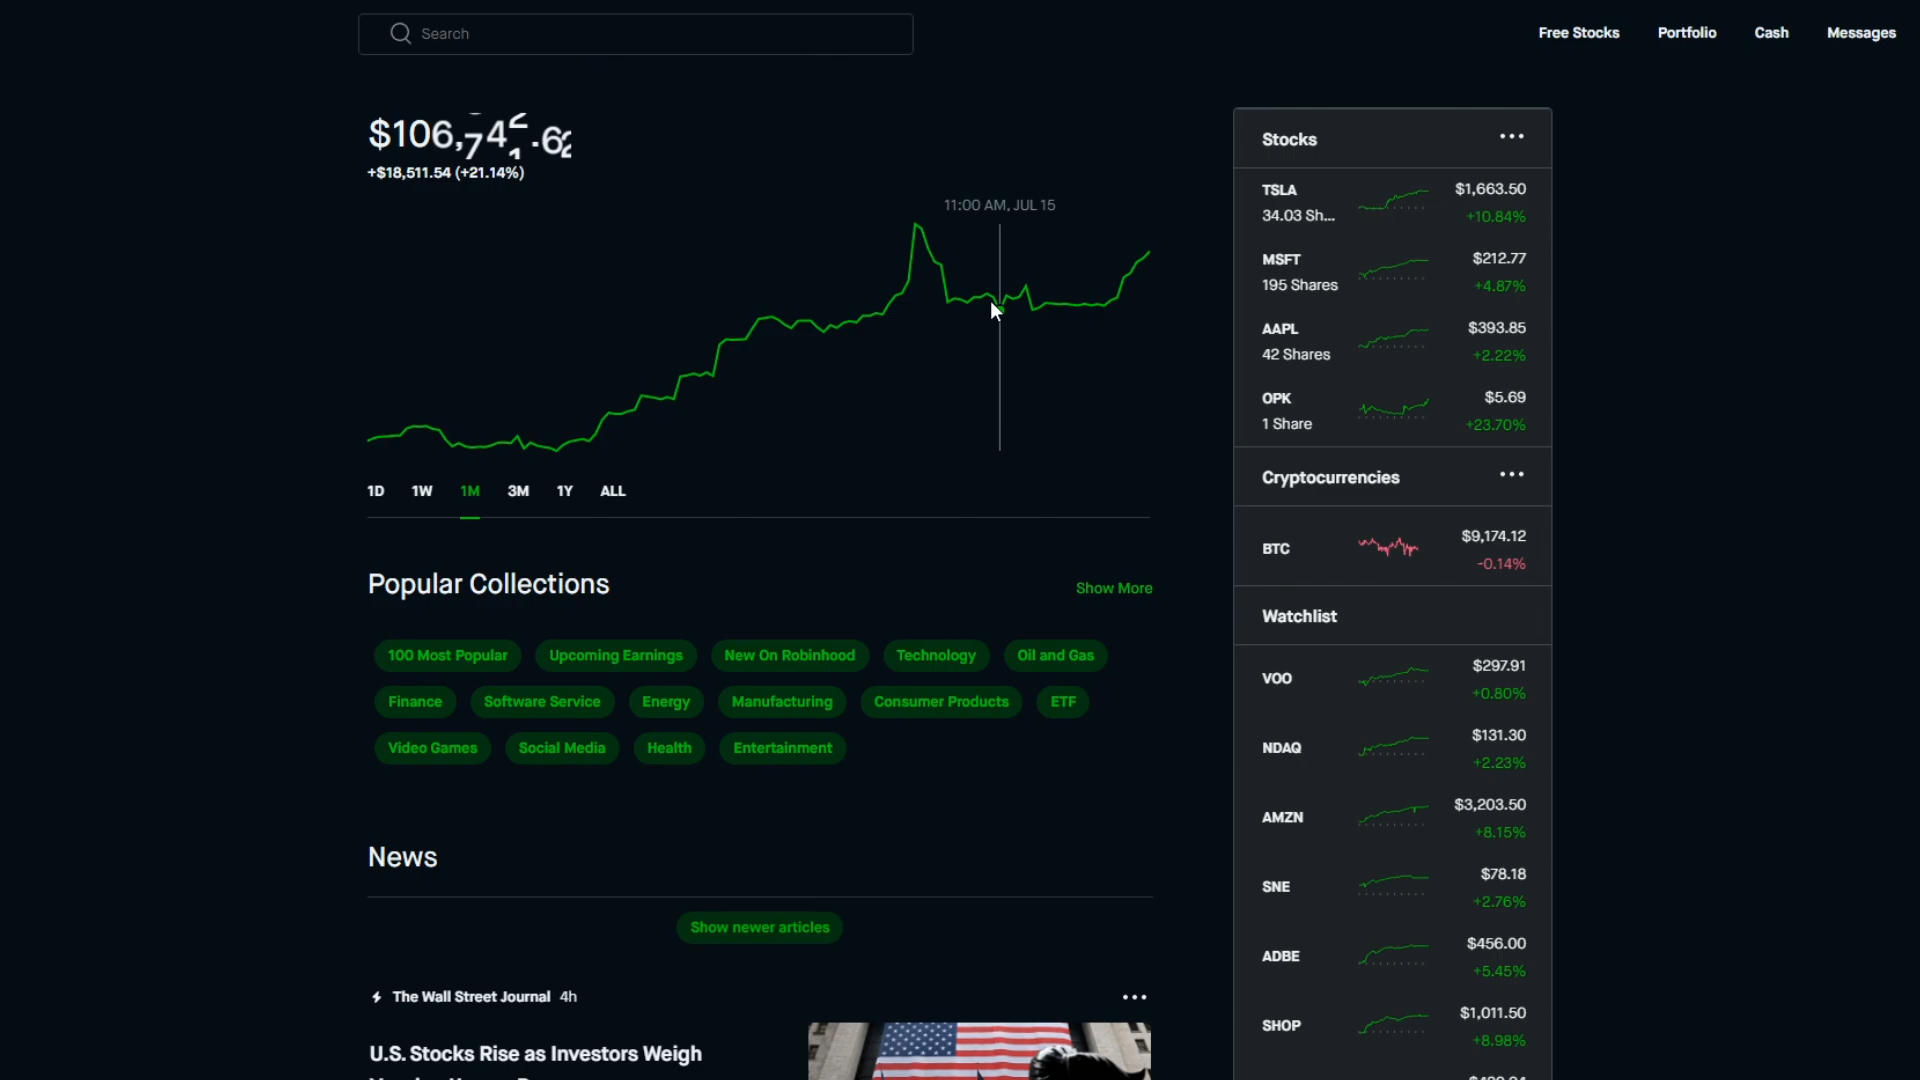 Search
Free Stocks
Portfolio
Cash
Messages
+$18,511.54 (+21.14%)
11:00 AM, JUL 15
1D 1W 1M 3M 1Y ALL
Popular Collections
Show More
100 Most Popular
Upcoming Earnings
New On Robinhood
Technology
Oil and Gas
Finance
Software Service
Energy
Manufacturing
Consumer Products
ETF
Video Games
Social Media
Health
Entertainment
News
Show newer articles
The Wall Street Journal 4h
U.S. Stocks Rise as Investors Weigh
Stocks
TSLA $1,663.50
34.03 Sh... +10.84%
MSFT $212.77
195 Shares +4.87%
AAPL $393.85
42 Shares +2.22%
OPK $5.69
1 Share +23.70%
Cryptocurrencies
BTC $9,174.12
-0.14%
Watchlist
VOO $297.91
+0.80%
NDAQ $131.30
+2.23%
AMZN $3,203.50
+8.15%
SNE $78.18
+2.76%
ADBE $456.00
+5.45%
SHOP $1,011.50
+8.98%